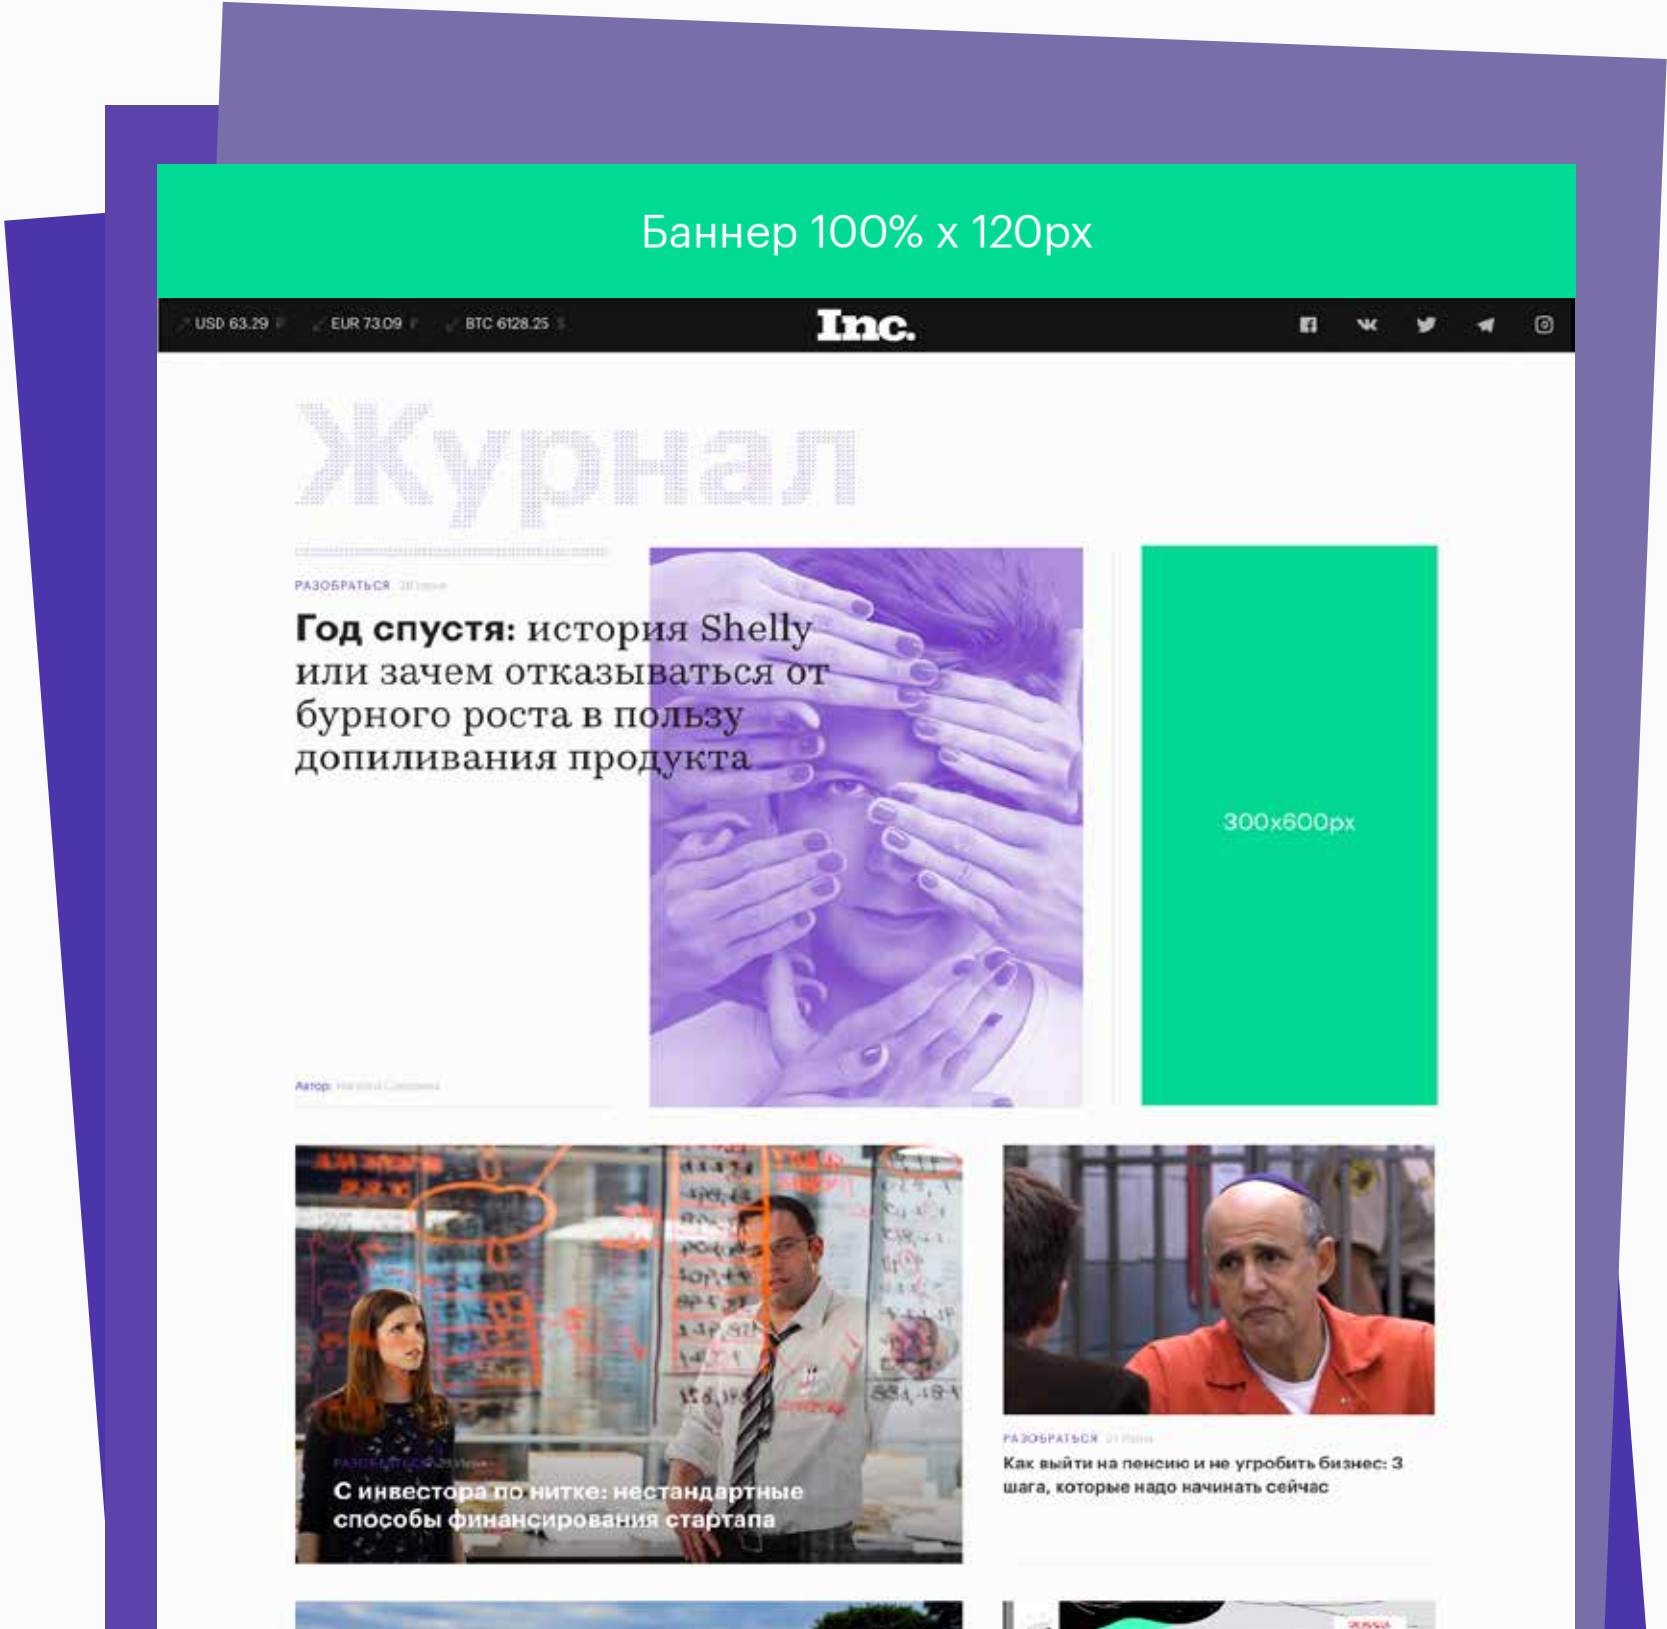 Баннер 100% x 120px
USD 63.29
EUR 73.09
BTC 6128.25
Inc.
Журнал
РАЗОБРАТЬСЯ
Год спустя: история Shelly
или зачем отказываться от
бурного роста в пользу
допиливания продукта
300x600px
Автор:
РАЗОБРАТЬСЯ
С инвестора по нитке: нестандартные
способы финансирования стартапа
РАЗОБРАТЬСЯ
Как выйти на пенсию и не угробить бизнес: 3
шага, которые надо начинать сейчас